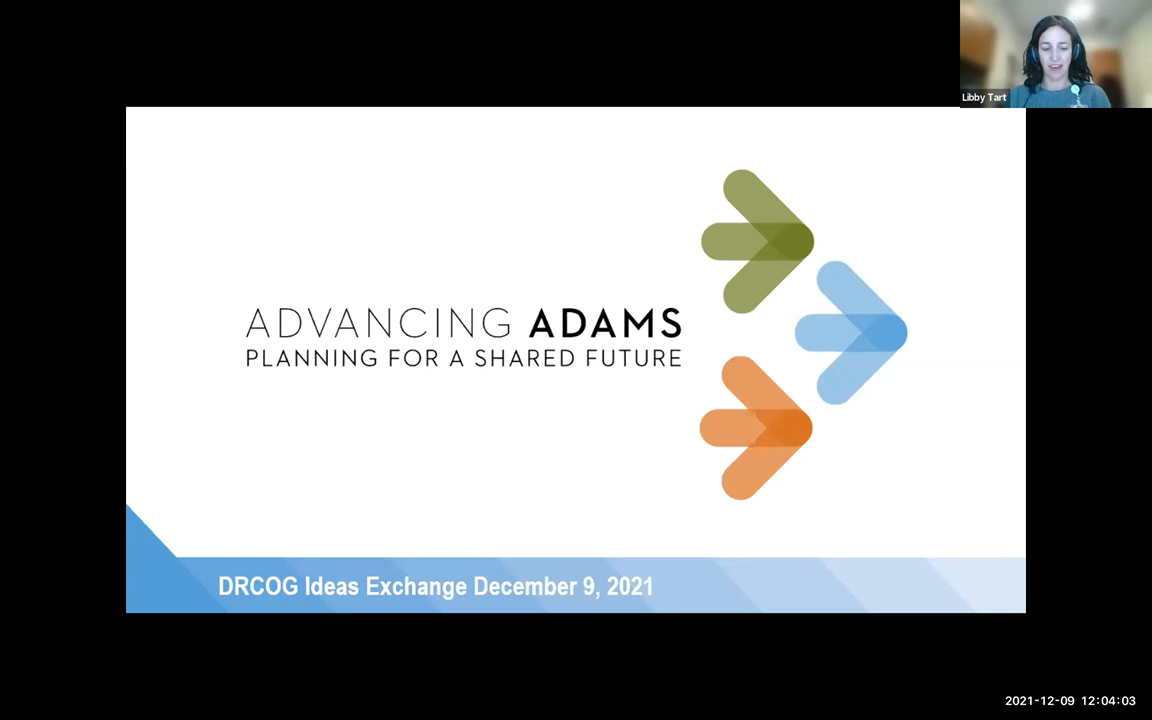 Libby Tart
ADVANCING ADAMS
PLANNING FOR A SHARED FUTURE
DRCOG Ideas Exchange December 9, 2021
2021-12-09 12:04:03